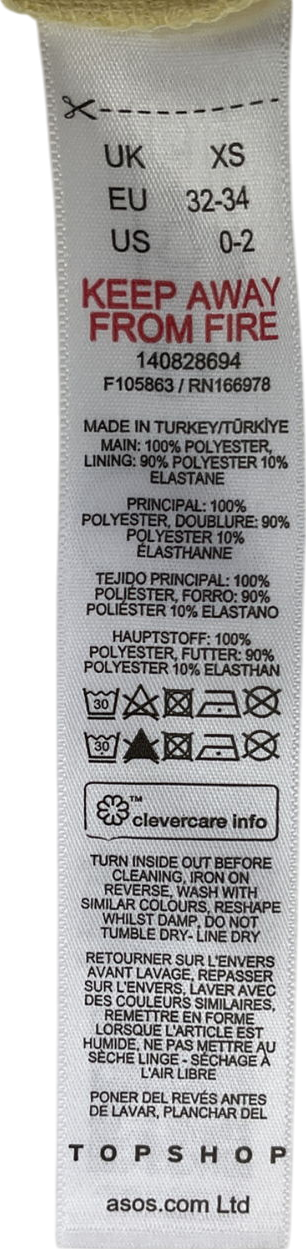 UK XS
EU 32-34
US 0-2
KEEP AWAY
FROM FIRE
140828694
F105863 / RN166978
MADE IN TURKEY/TÜRKİYE
MAIN: 100% POLYESTER,
LINING: 90% POLYESTER 10%
ELASTANE
PRINCIPAL: 100%
POLYESTER, DOUBLURE: 90%
POLYESTER 10%
ÉLASTHANNE
TEJIDO PRINCIPAL: 100%
POLIÉSTER, FORRO: 90%
POLIÉSTER 10% ELASTANO
HAUPTSTOFF: 100%
POLYESTER, FUTTER: 90%
POLYESTER 10% ELASTHAN
30
30
™
clevercare info
TURN INSIDE OUT BEFORE
CLEANING, IRON ON
REVERSE, WASH WITH
SIMILAR COLOURS, RESHAPE
WHILST DAMP, DO NOT
TUMBLE DRY- LINE DRY
RETOURNER SUR L'ENVERS
AVANT LAVAGE, REPASSER
SUR L'ENVERS, LAVER AVEC
DES COULEURS SIMILAIRES,
REMETTRE EN FORME
LORSQUE L'ARTICLE EST
HUMIDE, NE PAS METTRE AU
SÈCHE LINGE - SÉCHAGE À
L'AIR LIBRE
PONER DEL REVÉS ANTES
DE LAVAR, PLANCHAR DEL
TOPSHOP
asos.com Ltd